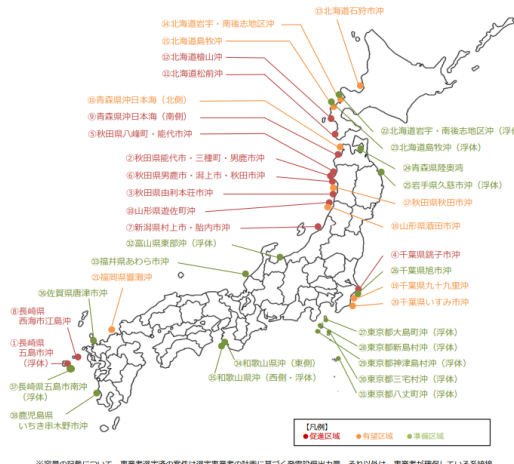 ⑬北海道石狩市沖
⑭北海道岩宇・南後志地区沖
⑮北海道島牧沖
⑫北海道檜山沖
⑪北海道松前沖
⑯青森県沖日本海（北側）
⑨青森県沖日本海（南側）
⑤秋田県八峰町・能代市沖
②秋田県能代市・三種町・男鹿市沖
⑥秋田県男鹿市・潟上市・秋田市沖
③秋田県由利本荘市沖
⑩山形県遊佐町沖
⑦新潟県村上市・胎内市沖
㉜富山県東部沖（浮体）
㉝福井県あわら市沖
㉒福岡県響灘沖
㊱佐賀県唐津市沖
⑧長崎県
西海市江島沖
①長崎県
五島市沖
（浮体）
㊲長崎県五島市南沖
（浮体）
㊳鹿児島県
いちき串木野市沖
㉒北海道岩宇・南後志地区沖（浮
㉓北海道島牧沖（浮体）
㉔青森県陸奥湾
㉕岩手県久慈市沖（浮体）
⑰秋田県秋田市沖
⑱山形県酒田市沖
④千葉県銚子市沖
㉖千葉県旭市沖
⑲千葉県九十九里沖
⑳千葉県いすみ市沖
㉗東京都大島町沖（浮体）
㉘東京都新島村沖（浮体）
㉙東京都神津島村沖（浮体）
㉚東京都三宅村沖（浮体）
㉛東京都八丈町沖（浮体）
㉞和歌山県沖（東側）
㉟和歌山県沖（西側・浮体）
【凡例】
●促進区域 ●有望区域 ●準備区域